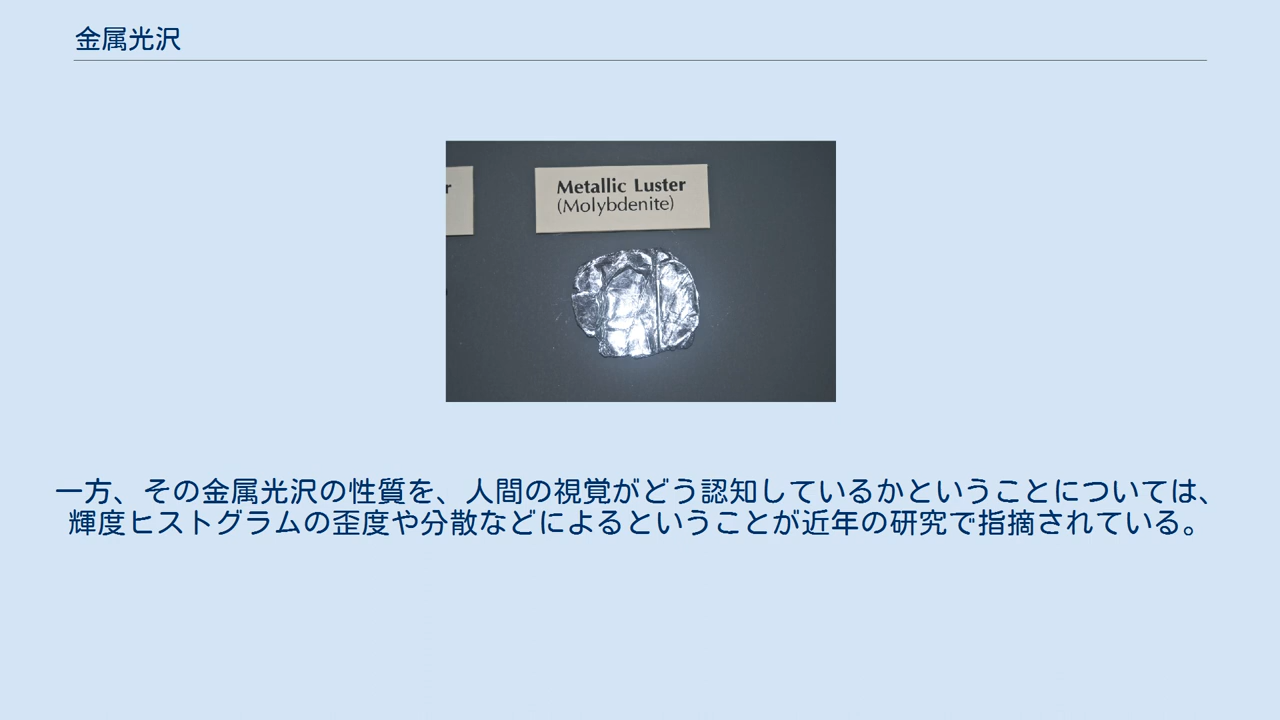 金属光沢
r
Metallic Luster
(Molybdenite)
一方、その金属光沢の性質を、人間の視覚がどう認知しているかということについては、
輝度ヒストグラムの歪度や分散などによるということが近年の研究で指摘されている。